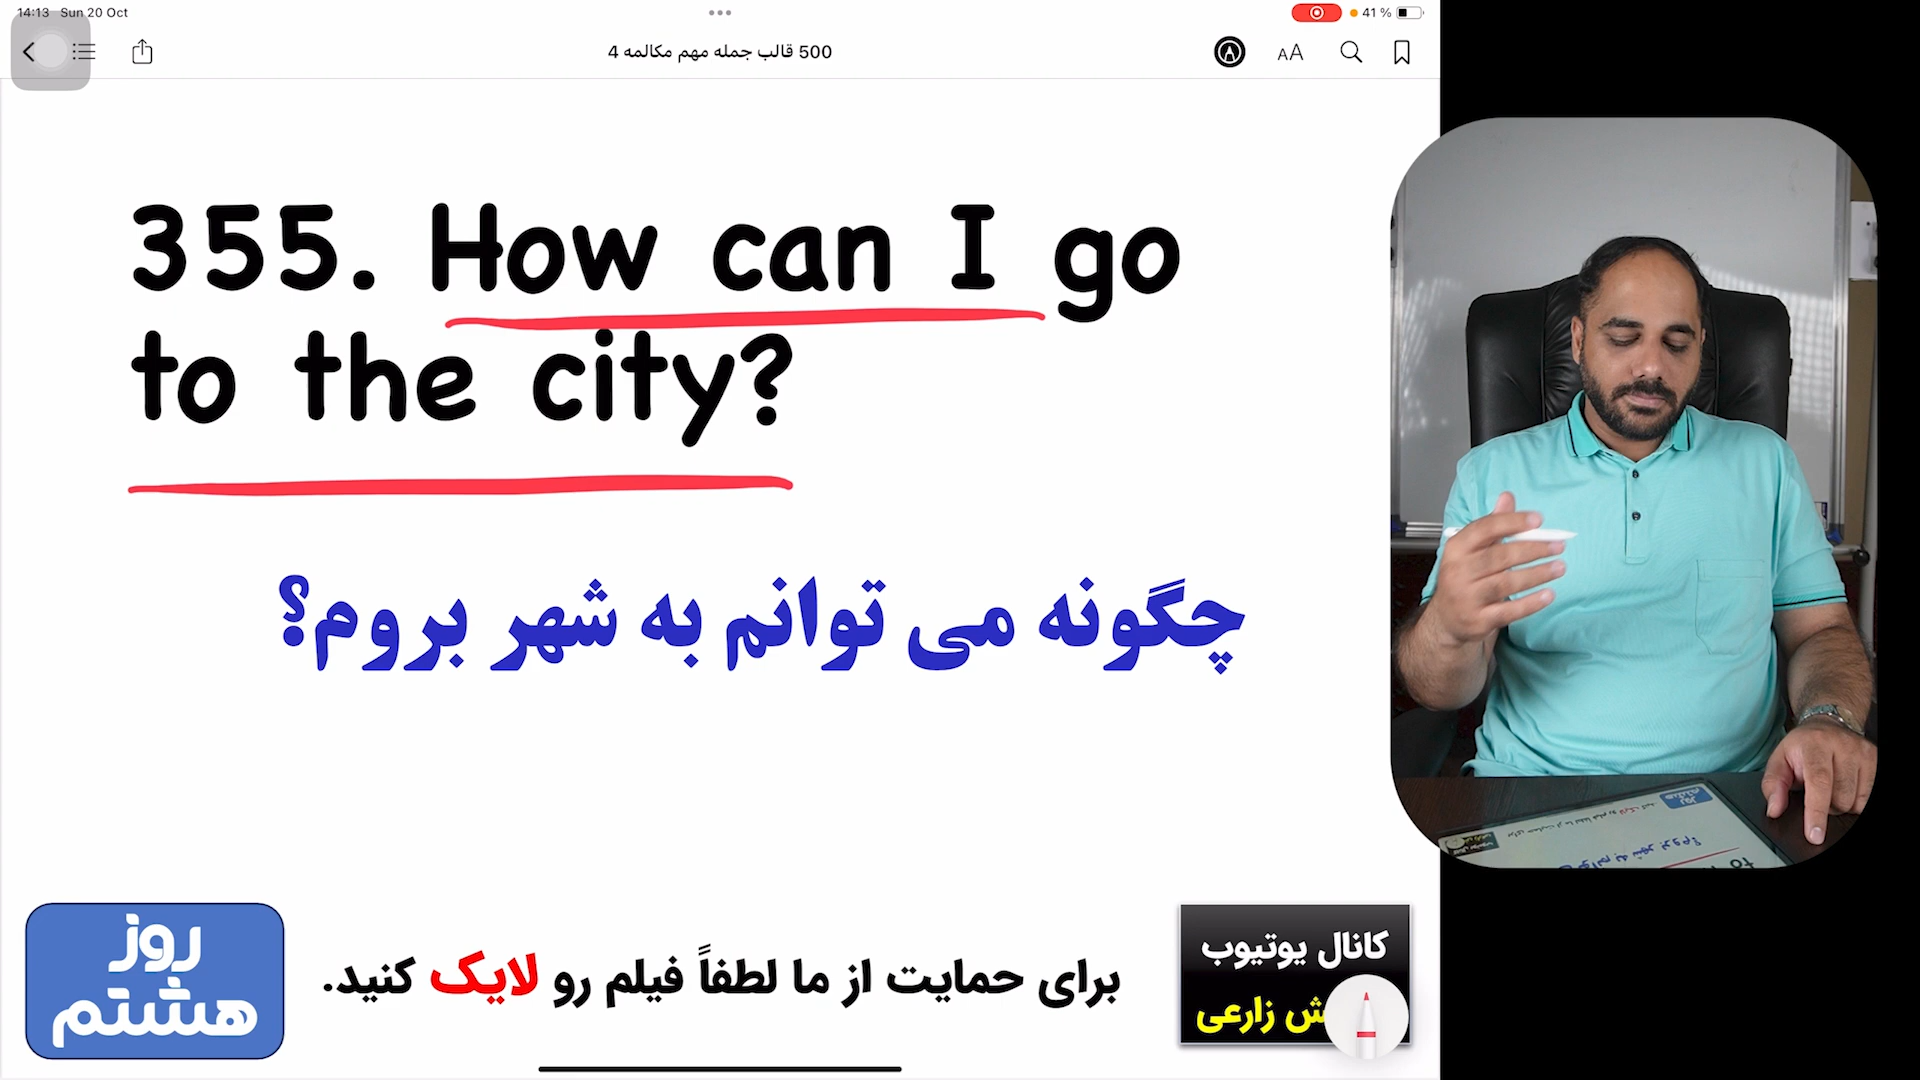 14:13 Sun 20 Oct
41 %
500 قالب جمله مهم مکالمه 4
AA
355. How can I go
to the city?
چگونه می توانم به شهر بروم؟
روز
هشتم
برای حمایت از ما لطفاً فیلم رو لایک کنید.
کانال یوتیوب
زارعی